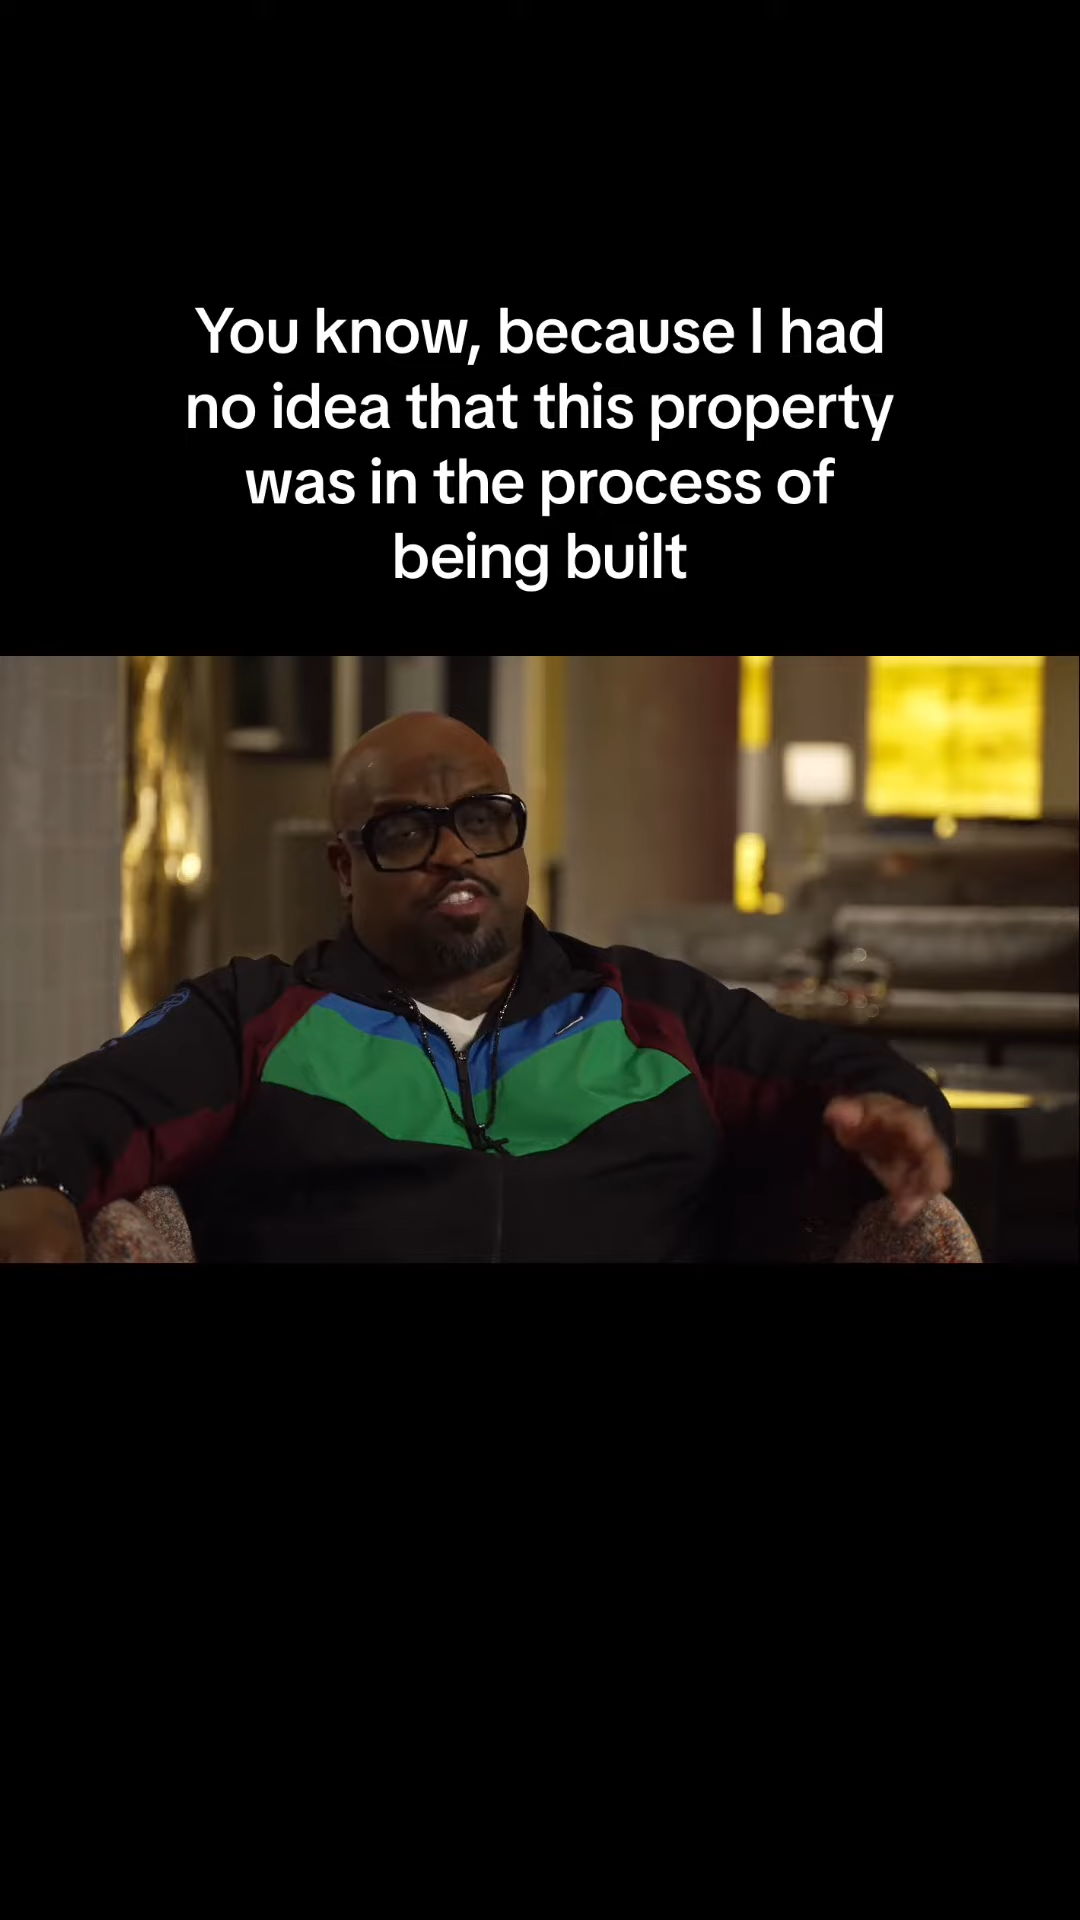 You know, because I had
no idea that this property
was in the process of
being built